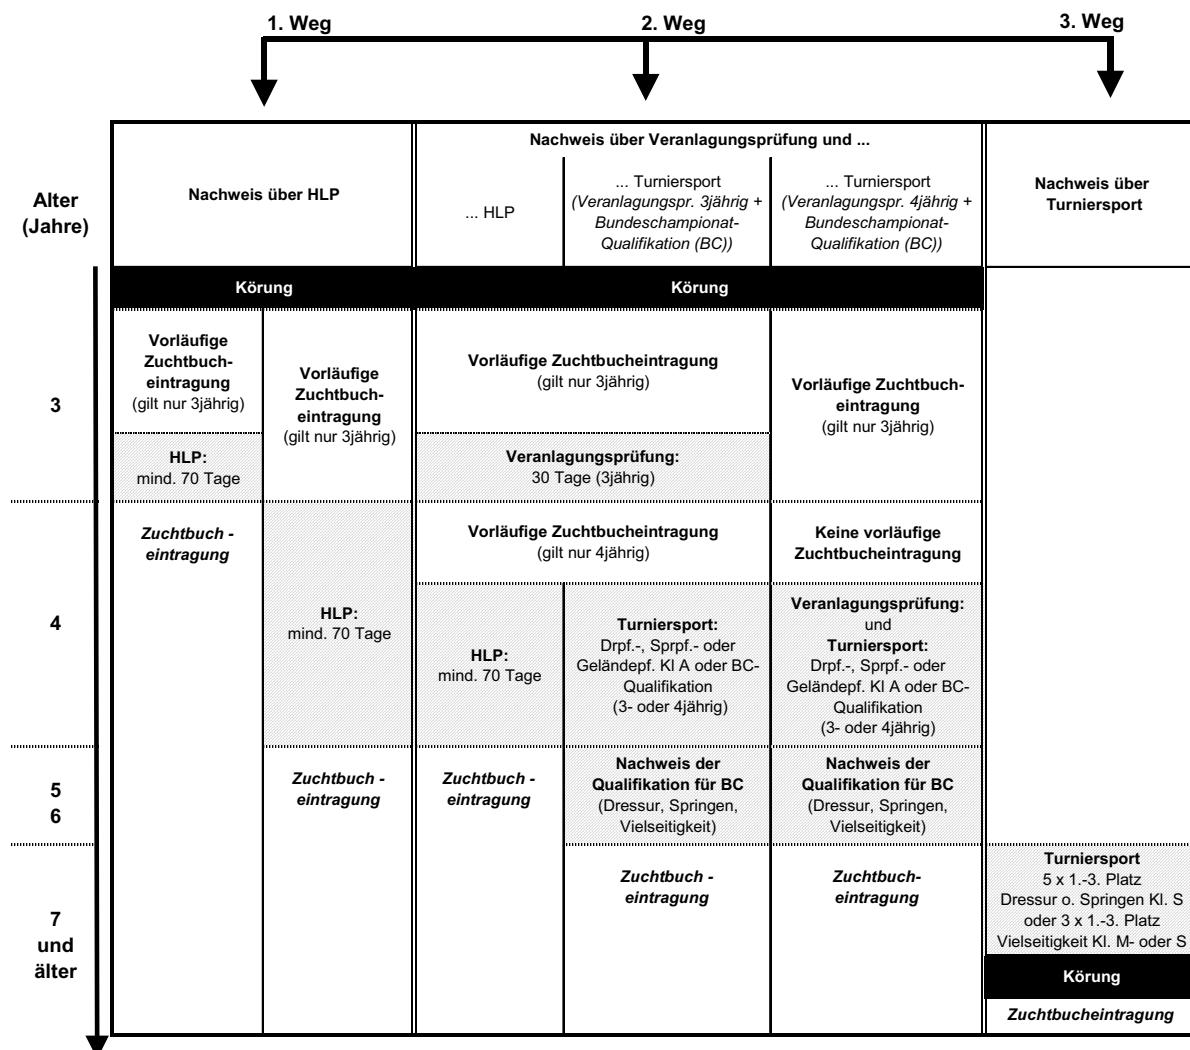 1. Weg
2. Weg
3. Weg
Alter
(Jahre)
Nachweis über HLP
Nachweis über Veranlagungsprüfung und ...
... HLP
... Turniersport
(Veranlagungspr. 3jährig +
Bundeschampionat-
Qualifikation (BC))
... Turniersport
(Veranlagungspr. 4jährig +
Bundeschampionat-
Qualifikation (BC))
Nachweis über
Turniersport
Körung
Körung
3
Vorläufige
Zuchtbuch-
eintragung
(gilt nur 3jährig)
HLP:
mind. 70 Tage
Vorläufige
Zuchtbuch-
eintragung
(gilt nur 3jährig)
Vorläufige Zuchtbucheintragung
(gilt nur 3jährig)
Veranlagungsprüfung:
30 Tage (3jährig)
Vorläufige Zuchtbuch-
eintragung
(gilt nur 3jährig)
4
Zuchtbuch -
eintragung
HLP:
mind. 70 Tage
Vorläufige Zuchtbucheintragung
(gilt nur 4jährig)
HLP:
mind. 70 Tage
Turniersport:
Drpf.-, Sprpf.- oder
Geländepf. Kl A oder BC-
Qualifikation
(3- oder 4jährig)
Keine vorläufige
Zuchtbucheintragung
Veranlagungsprüfung:
und
Turniersport:
Drpf.-, Sprpf.- oder
Geländepf. Kl A oder BC-
Qualifikation
(3- oder 4jährig)
5
6
Zuchtbuch -
eintragung
Zuchtbuch -
eintragung
Nachweis der
Qualifikation für BC
(Dressur, Springen,
Vielseitigkeit)
Nachweis der
Qualifikation für BC
(Dressur, Springen,
Vielseitigkeit)
7
und
älter
Zuchtbuch -
eintragung
Zuchtbuch-
eintragung
Turniersport
5 x 1.-3. Platz
Dressur o. Springen Kl. S
oder 3 x 1.-3. Platz
Vielseitigkeit Kl. M- oder S
Körung
Zuchtbucheintragung